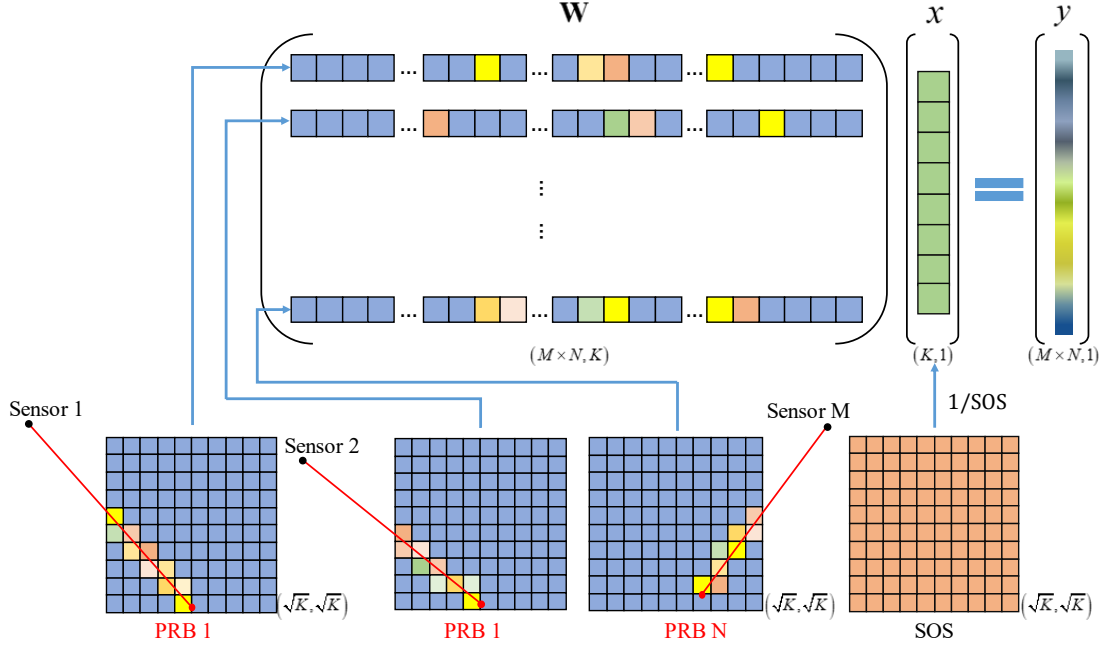 W
x
y
...
...
...
...
...
...
⋮
⋮
...
...
...
(M × N, K)
(K,1)
(M × N,1)
1/SOS
Sensor 1
Sensor 2
Sensor M
(√K, √K)
(√K, √K)
(√K, √K)
PRB 1
PRB 1
PRB N
SOS